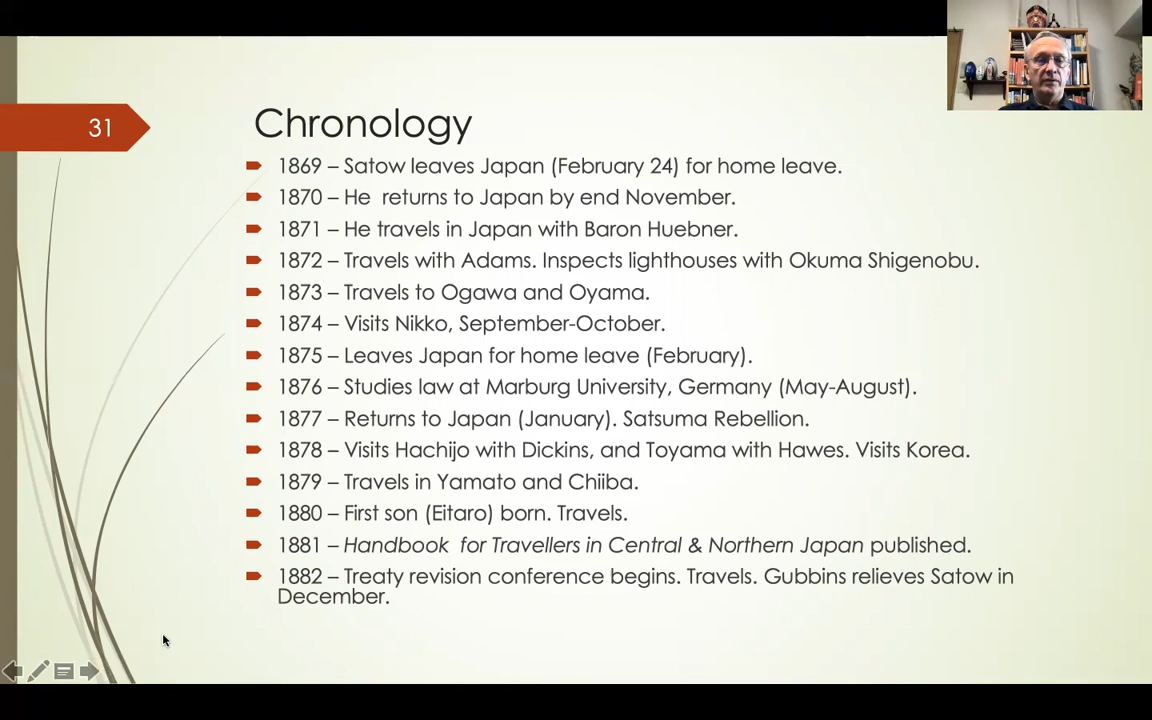 31
Chronology
1869 – Satow leaves Japan (February 24) for home leave.
1870 – He  returns to Japan by end November.
1871 – He travels in Japan with Baron Huebner.
1872 – Travels with Adams. Inspects lighthouses with Okuma Shigenobu.
1873 – Travels to Ogawa and Oyama.
1874 – Visits Nikko, September-October.
1875 – Leaves Japan for home leave (February).
1876 – Studies law at Marburg University, Germany (May-August).
1877 – Returns to Japan (January). Satsuma Rebellion.
1878 – Visits Hachijo with Dickins, and Toyama with Hawes. Visits Korea.
1879 – Travels in Yamato and Chiiba.
1880 – First son (Eitaro) born. Travels.
1881 – Handbook  for Travellers in Central & Northern Japan published.
1882 – Treaty revision conference begins. Travels. Gubbins relieves Satow in
December.